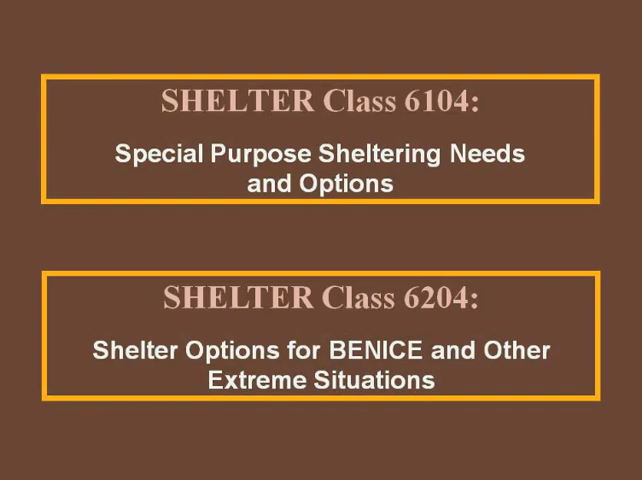 SHELTER Class 6104:
Special Purpose Sheltering Needs
and Options
SHELTER Class 6204:
Shelter Options for BENICE and Other
Extreme Situations